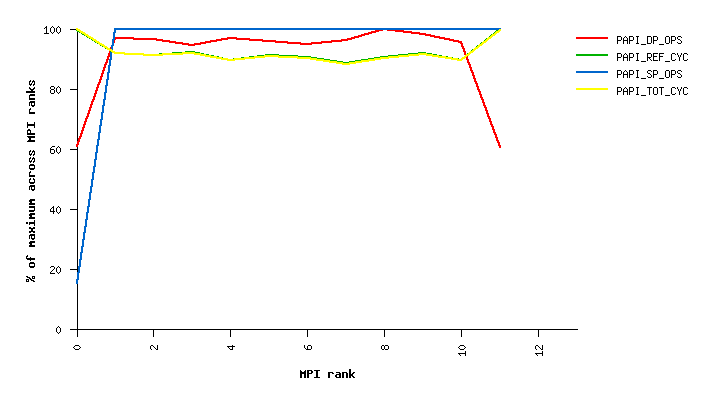 100
80
60
40
20
0
% of maximum across MPI ranks
0
2
4
6
8
10
12
MPI rank
PAPI_DP_OPS
PAPI_REF_CYC
PAPI_SP_OPS
PAPI_TOT_CYC